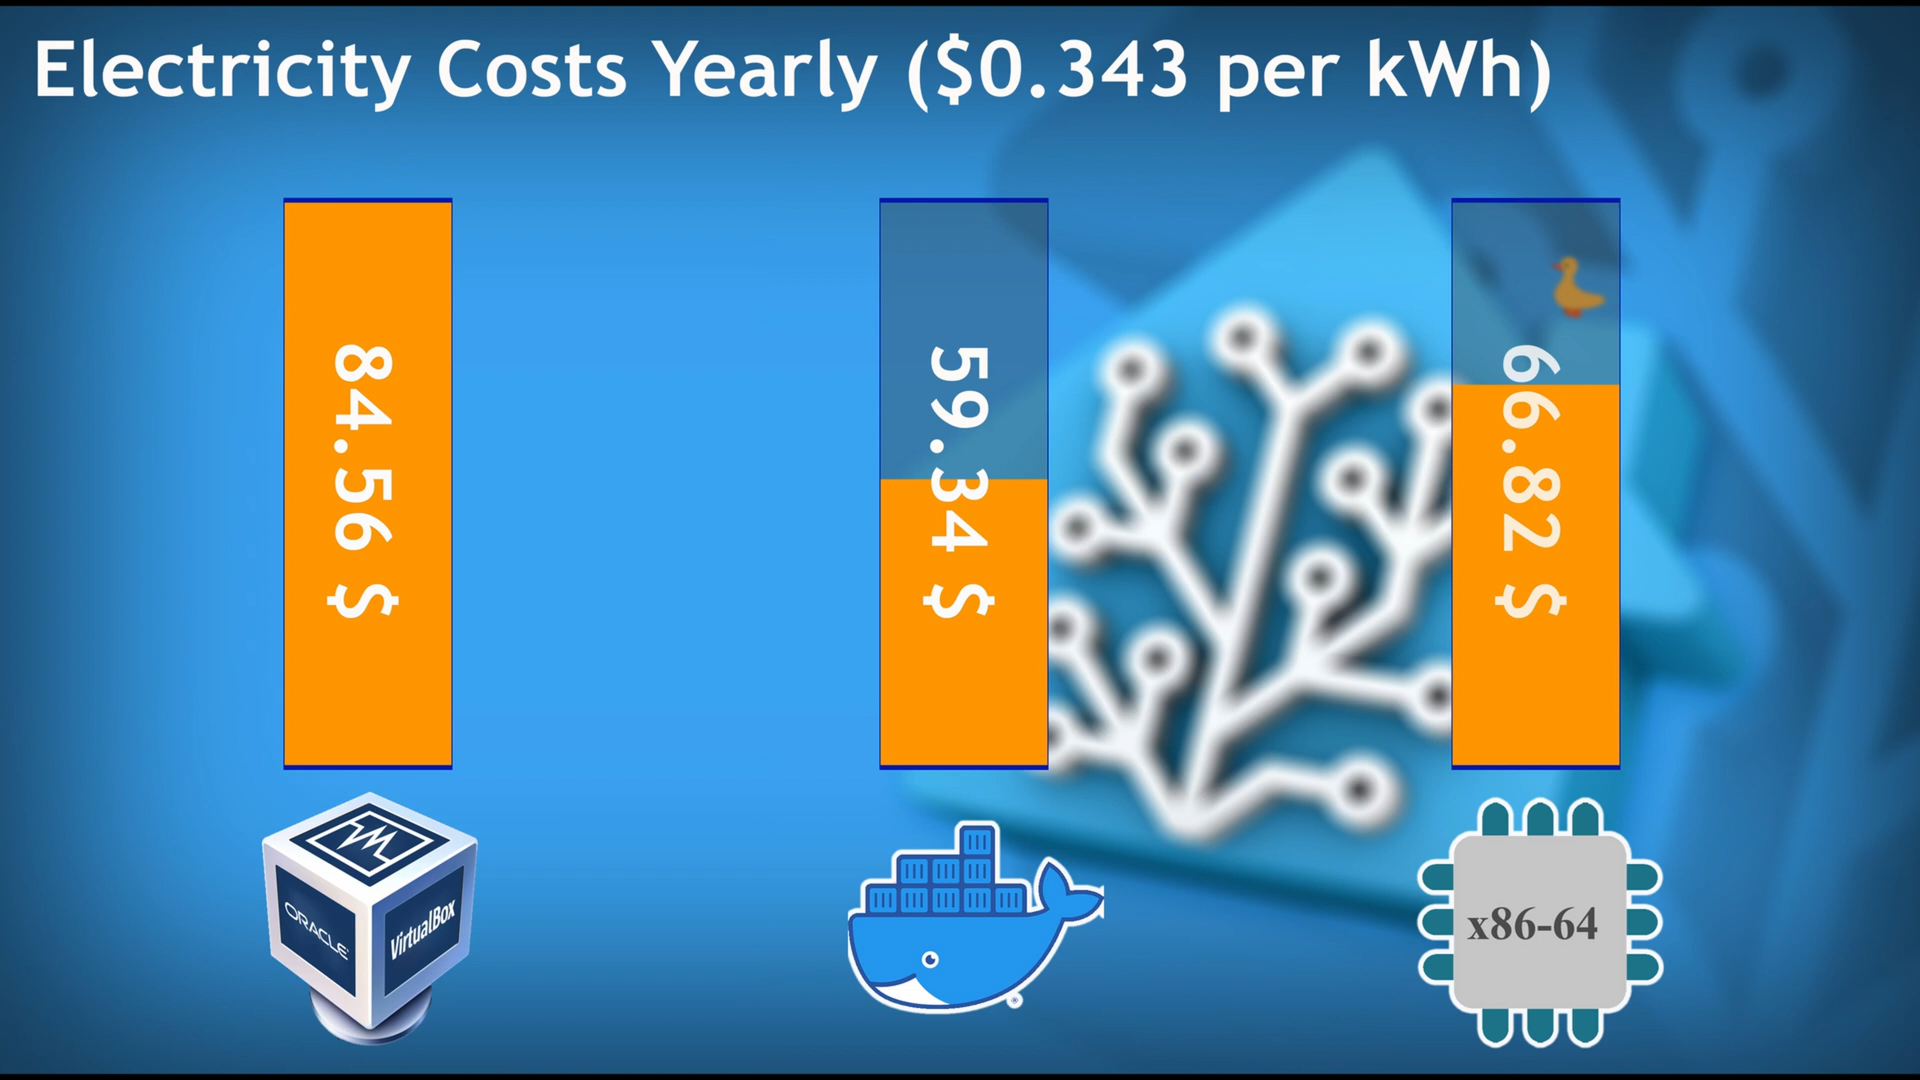 Electricity Costs Yearly ($0.343 per kWh)
84.56 $
59.34 $
66.82 $
ORACLE
VirtualBox
x86-64